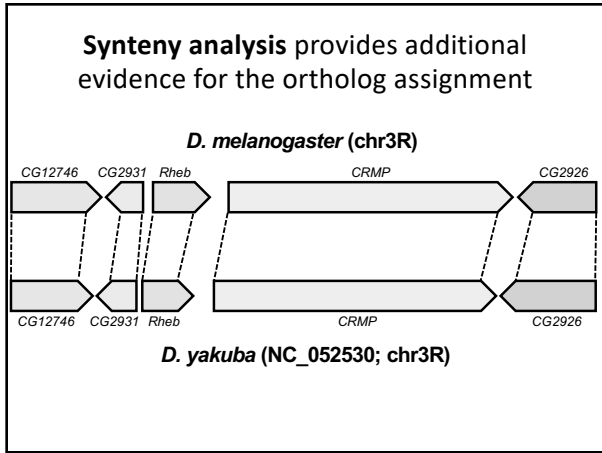 Synteny analysis provides additional
evidence for the ortholog assignment
D. melanogaster (chr3R)
CG12746 CG2931 Rheb CRMP CG2926
CG12746 CG2931 Rheb CRMP CG2926
D. yakuba (NC_052530; chr3R)